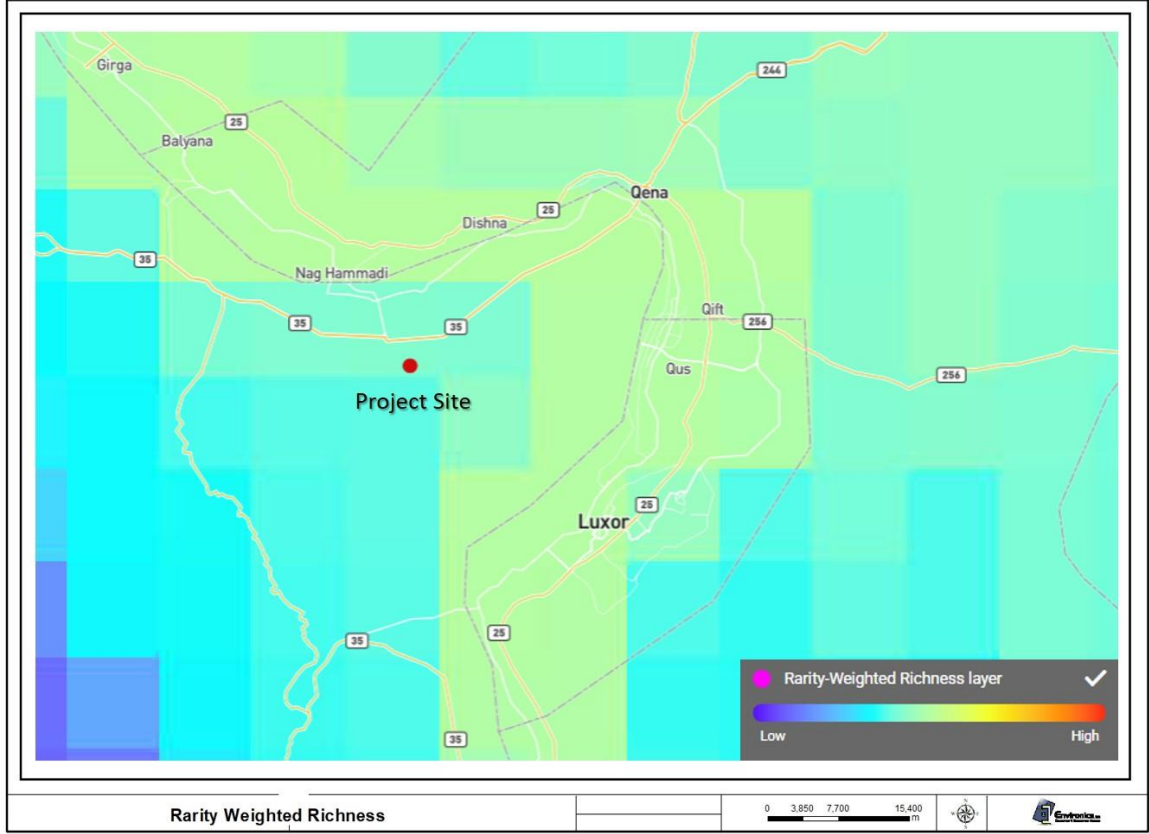 Girga
244
25
Balyana
Qena
25
Dishna
35
Nag Hammadi
Qift
35
35
256
Qus
256
Project Site
25
Luxor
25
35
35
Rarity-Weighted Richness layer
Low High
Rarity Weighted Richness
0 3,850 7,700 15,400
m
N
Environics